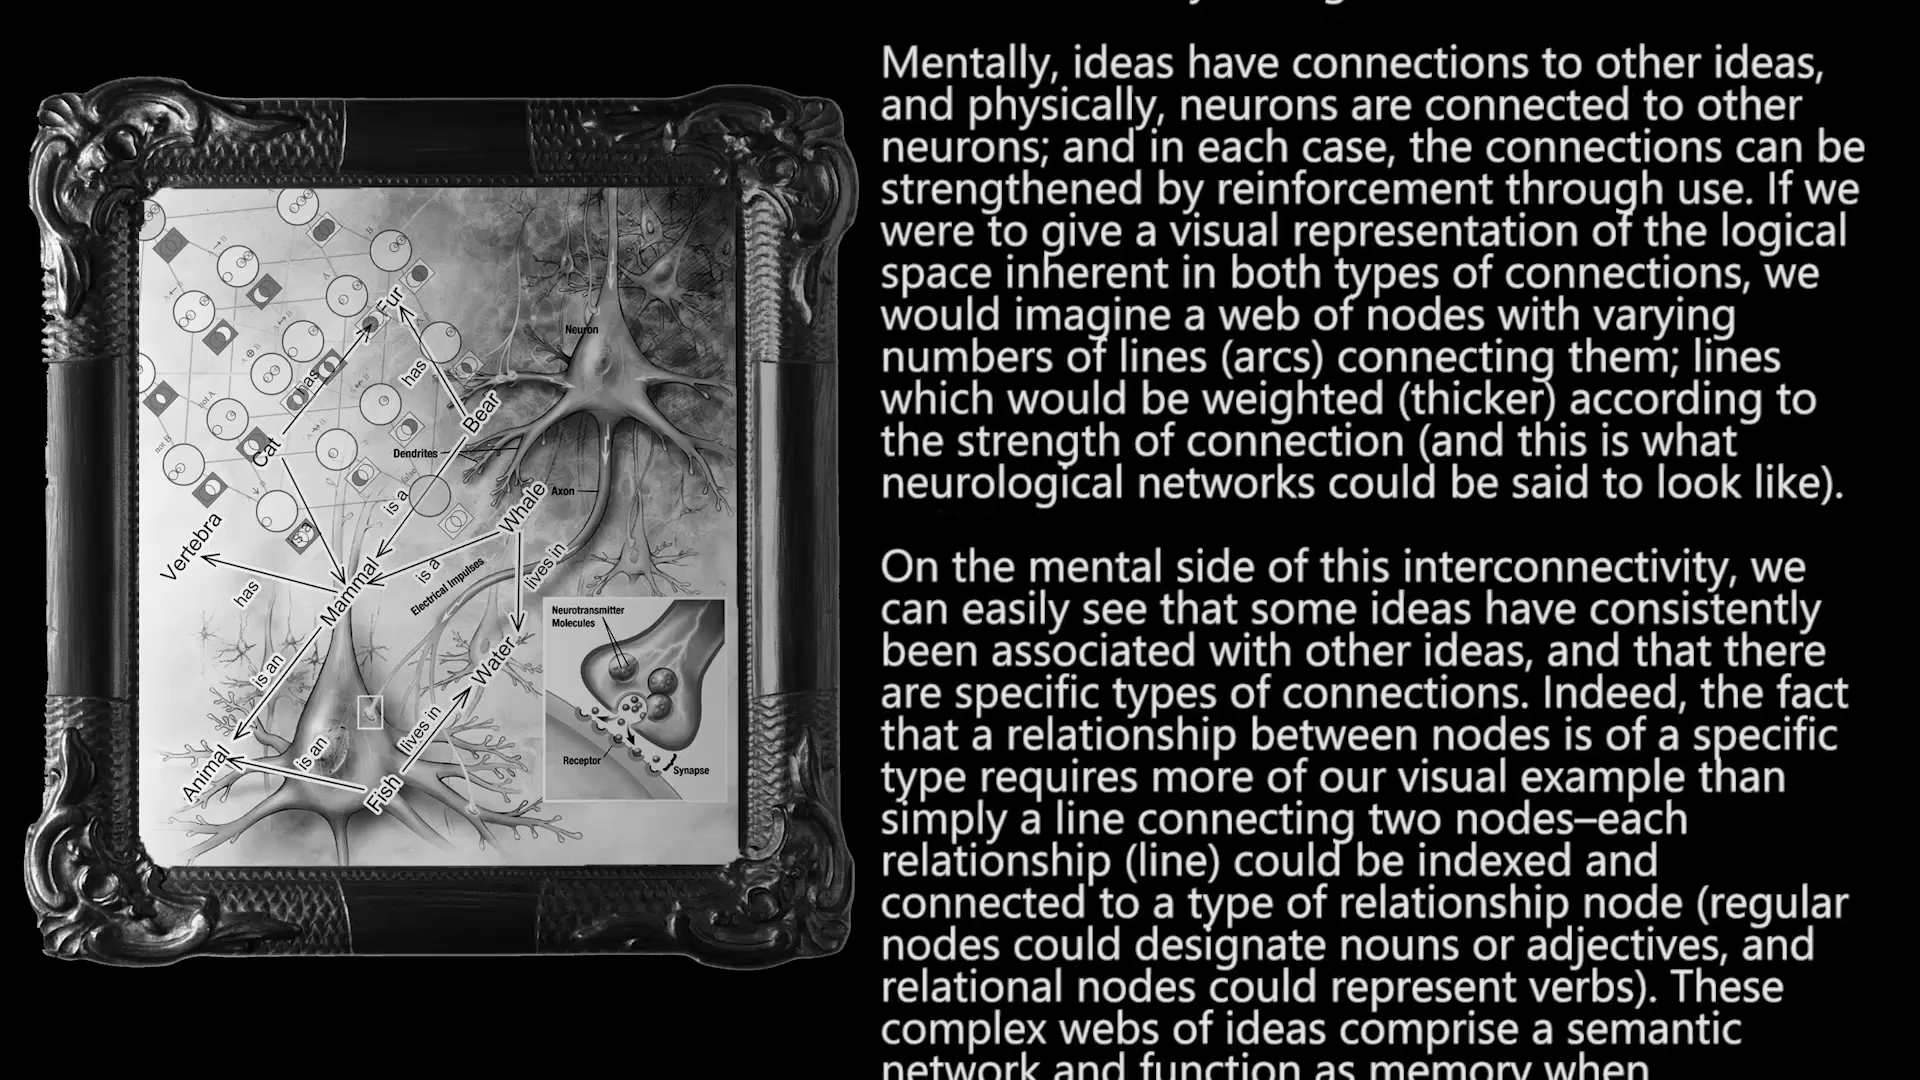 Mentally, ideas have connections to other ideas,
and physically, neurons are connected to other
neurons; and in each case, the connections can be
strengthened by reinforcement through use. If we
were to give a visual representation of the logical
space inherent in both types of connections, we
would imagine a web of nodes with varying
numbers of lines (arcs) connecting them; lines
which would be weighted (thicker) according to
the strength of connection (and this is what
neurological networks could be said to look like).
On the mental side of this interconnectivity, we
can easily see that some ideas have consistently
been associated with other ideas, and that there
are specific types of connections. Indeed, the fact
that a relationship between nodes is of a specific
type requires more of our visual example than
simply a line connecting two nodes–each
relationship (line) could be indexed and
connected to a type of relationship node (regular
nodes could designate nouns or adjectives, and
relational nodes could represent verbs). These
complex webs of ideas comprise a semantic
network and function as memory when
Fur
has
has
Bear
Cat
is a
is a
Vertebra
has
Mammal
is a
Whale
lives in
Water
is an
Animal
is an
Fish
lives in
Neuron
Dendrites
Axon
Electrical Impulses
Neurotransmitter
Molecules
Receptor
Synapse
B
A
not A
not B